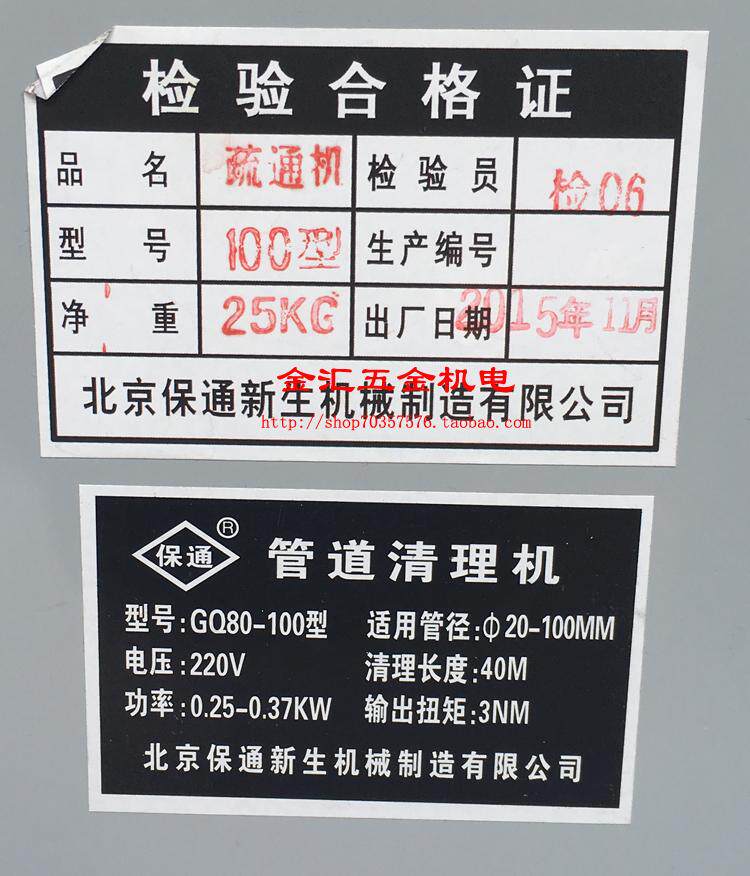 检验合格证
品名 疏通机 检验员 检06
型号 100型 生产编号
净重 25KG 出厂日期 2015年11月
金汇五金机电
北京保通新生机械制造有限公司
http://shop70357376.taobao.com
保通® 管道清理机
型号:GQ80-100型 适用管径:φ20-100MM
电压:220V 清理长度:40M
功率:0.25-0.37KW 输出扭矩:3NM
北京保通新生机械制造有限公司